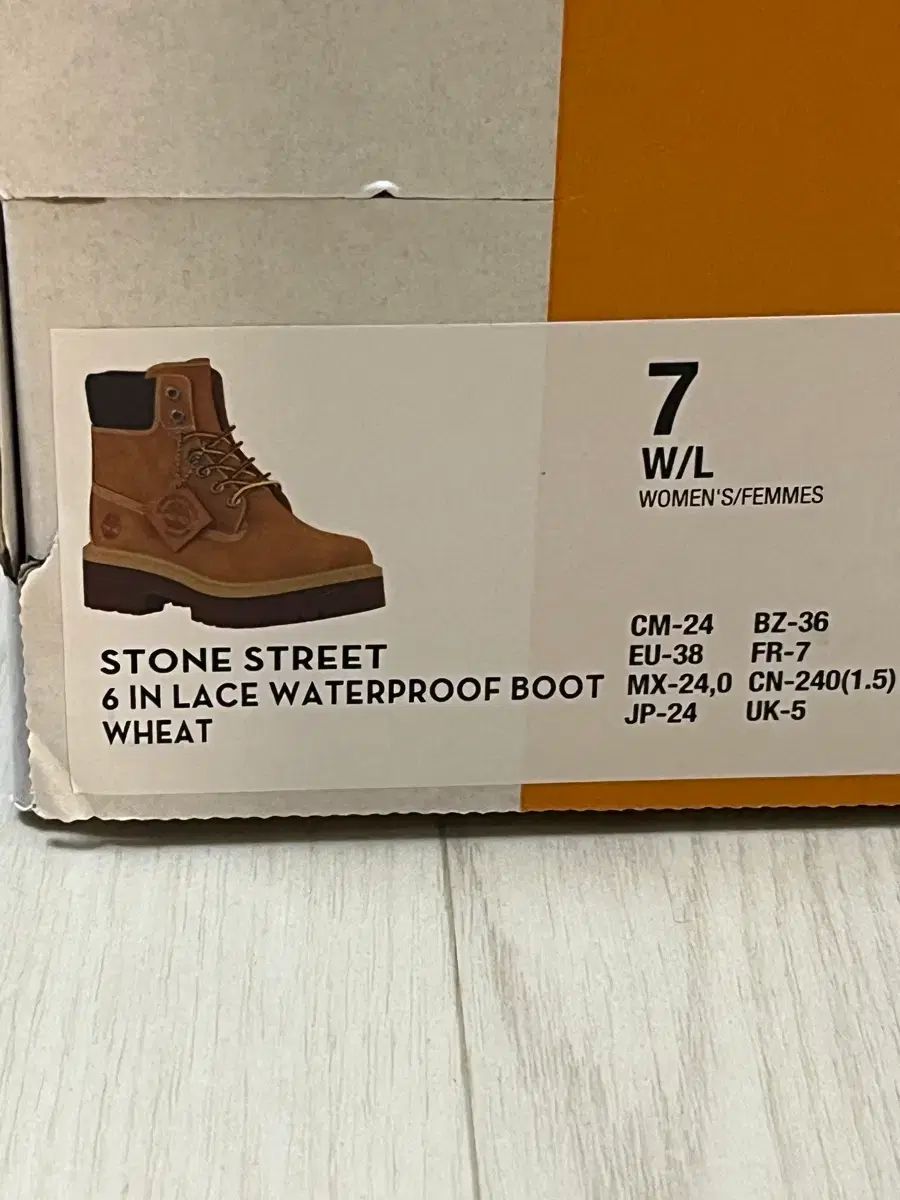 7
W/L
WOMEN'S/FEMMES
STONE STREET
6 IN LACE WATERPROOF BOOT
WHEAT
CM-24 BZ-36
EU-38 FR-7
MX-24,0 CN-240(1.5)
JP-24 UK-5